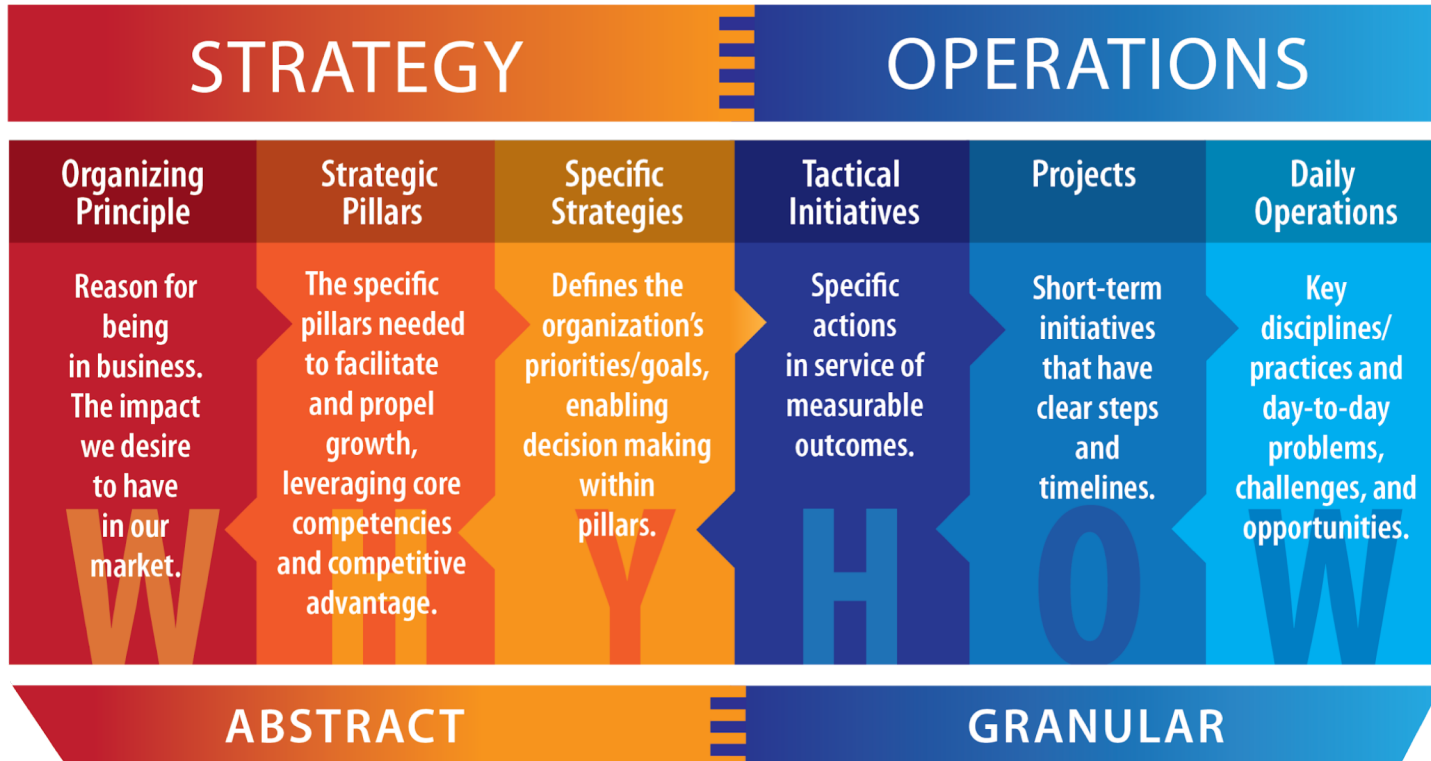 STRATEGY
OPERATIONS
Organizing
Principle
Reason for
being
in business.
The impact
we desire
to have
in our
market.
Strategic
Pillars
The specific
pillars needed
to facilitate
and propel
growth,
leveraging core
competencies
and competitive
advantage.
Specific
Strategies
Defines the
organization’s
priorities/goals,
enabling
decision making
within
pillars.
Tactical
Initiatives
Specific
actions
in service of
measurable
outcomes.
Projects
Short-term
initiatives
that have
clear steps
and
timelines.
Daily
Operations
Key
disciplines/
practices and
day-to-day
problems,
challenges, and
opportunities.
WHY
HOW
ABSTRACT
GRANULAR